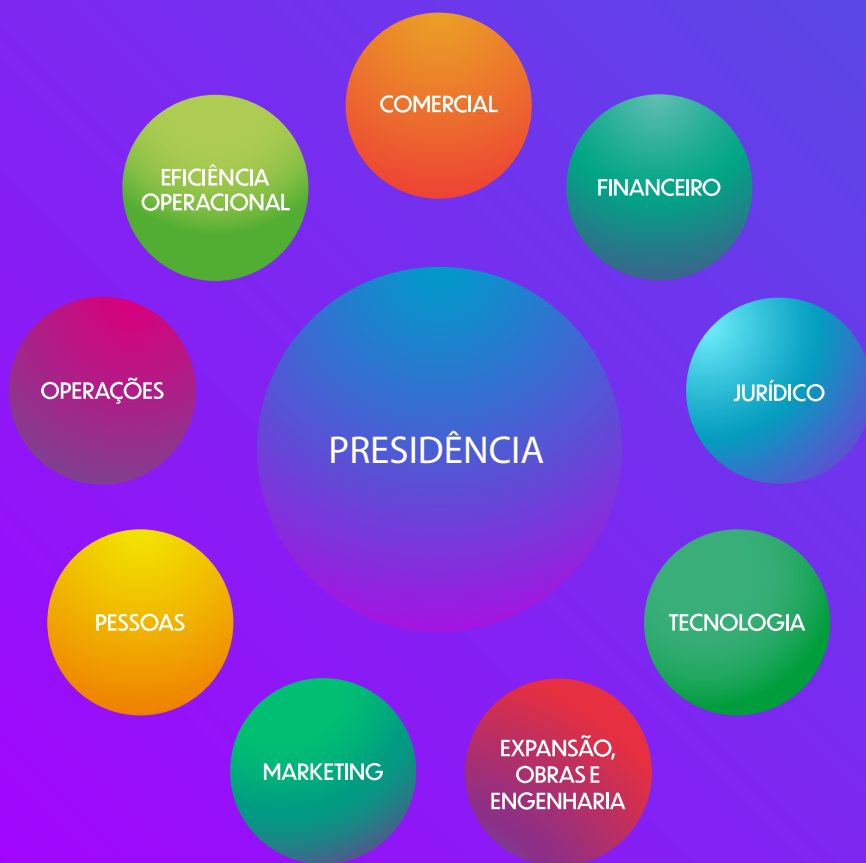 COMERCIAL
EFICIÊNCIA
OPERACIONAL
FINANCEIRO
OPERAÇÕES
JURÍDICO
PRESIDÊNCIA
PESSOAS
TECNOLOGIA
MARKETING
EXPANSÃO,
OBRAS E
ENGENHARIA